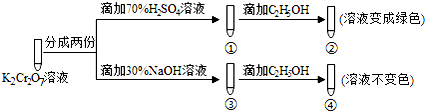 分成两份
滴加70%H₂SO₄溶液
滴加C₂H₅OH
(溶液变成绿色)
①
②
K₂Cr₂O₇溶液
滴加30%NaOH溶液
滴加C₂H₅OH
(溶液不变色)
③
④